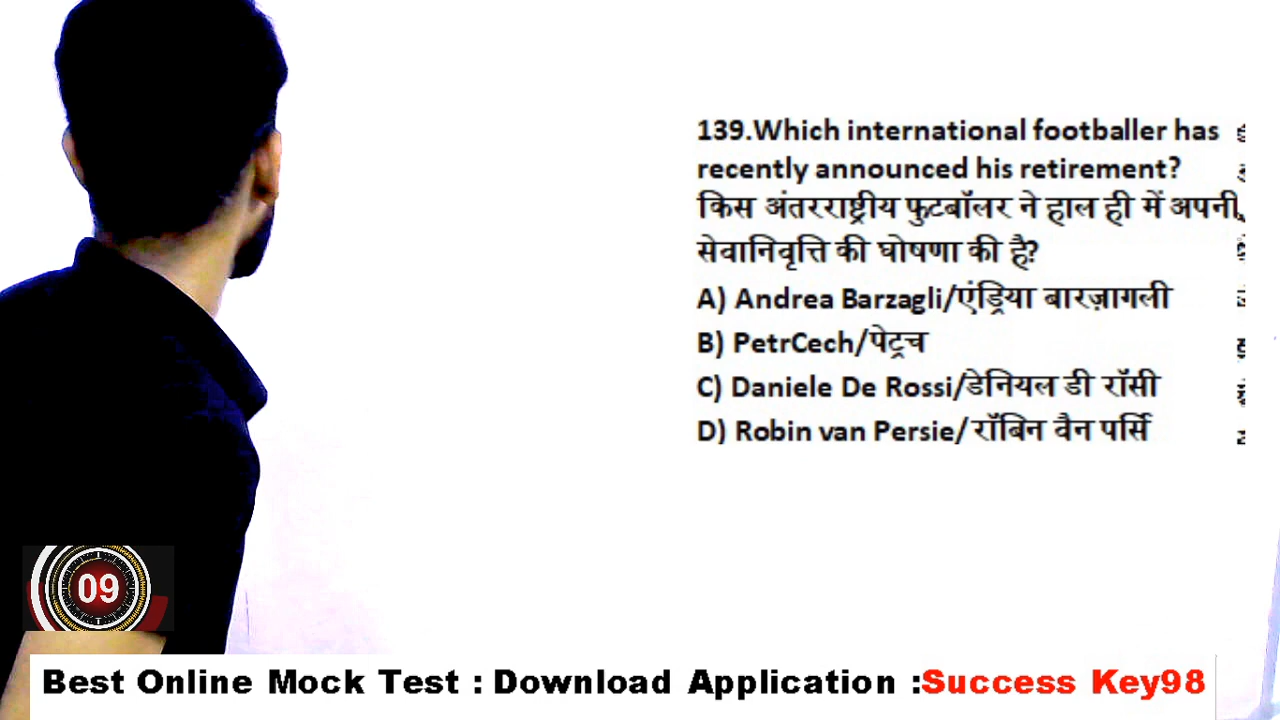 139.Which international footballer has
recently announced his retirement?
किस अंतरराष्ट्रीय फुटबॉलर ने हाल ही में अपनी
सेवानिवृत्ति की घोषणा की है?
A) Andrea Barzagli/एंड्रिया बारज़ागली
B) PetrCech/पेट्रच
C) Daniele De Rossi/डेनियल डी रॉसी
D) Robin van Persie/रॉबिन वैन पर्सि
09
Best Online Mock Test : Download Application :Success Key98